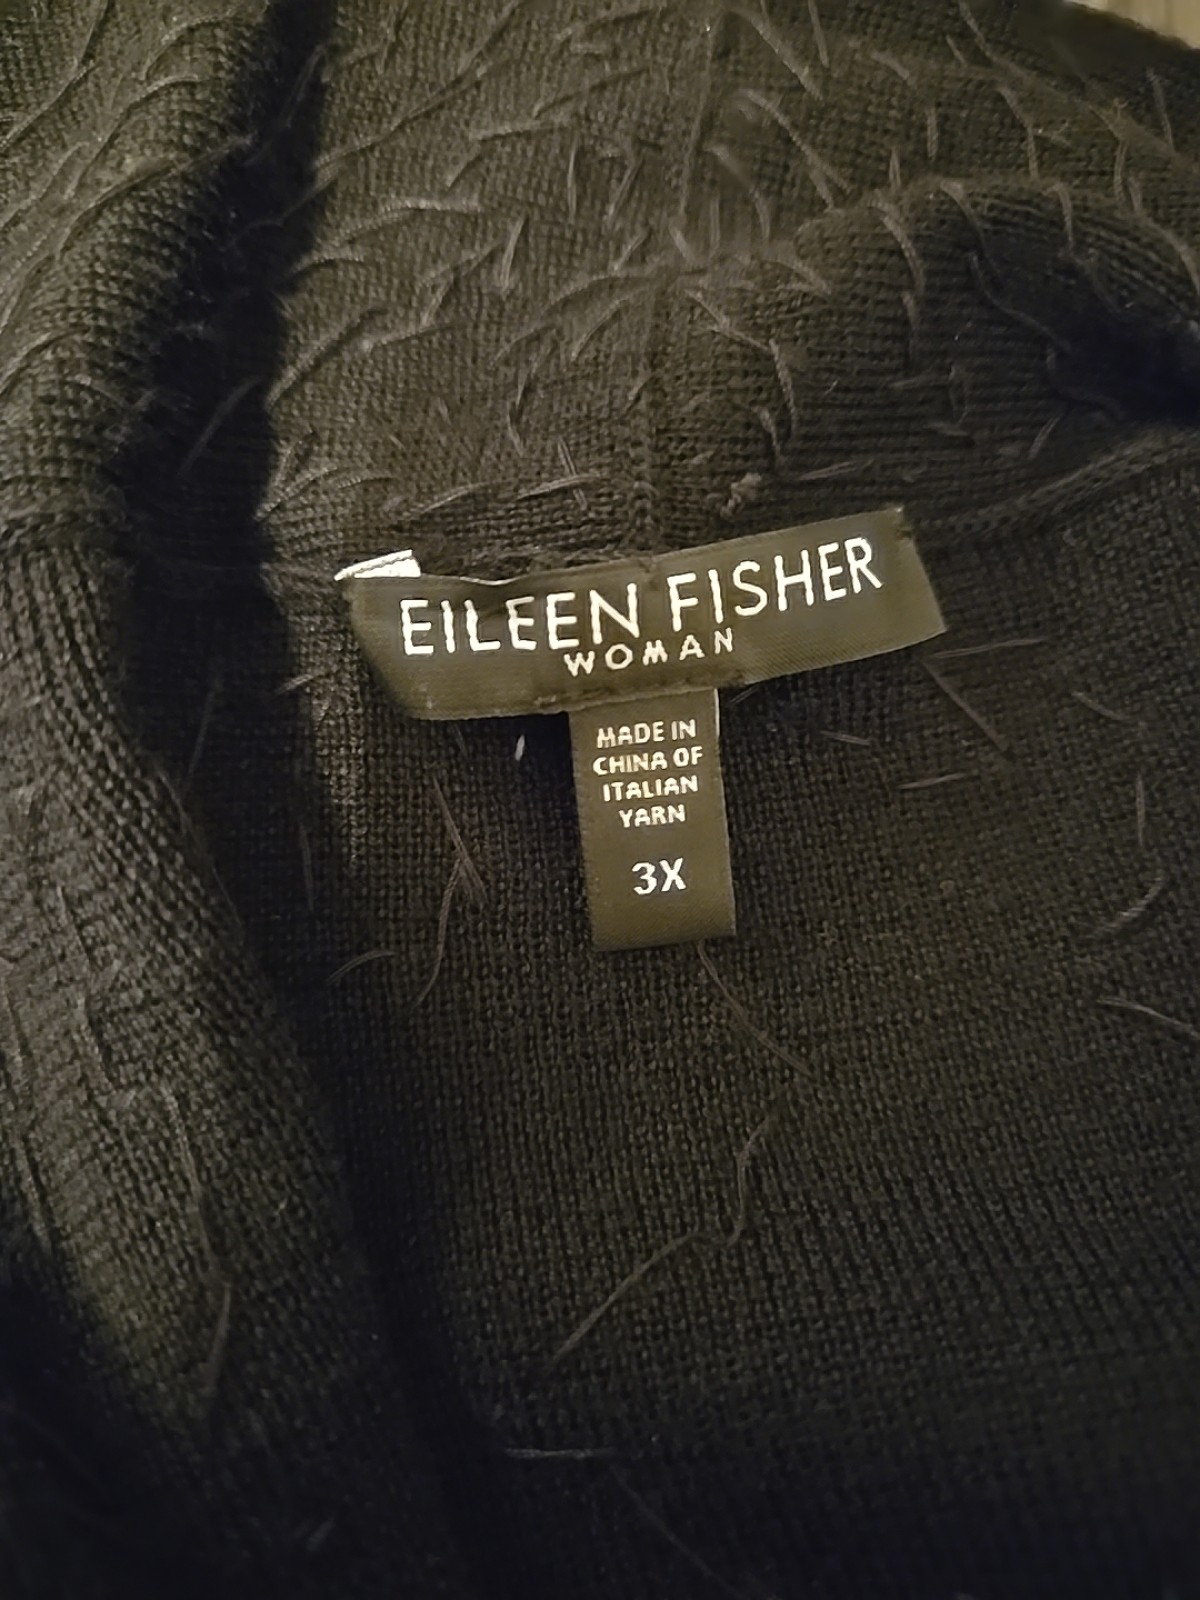 EILEEN FISHER
WOMAN
MADE IN
CHINA OF
ITALIAN
YARN
3X